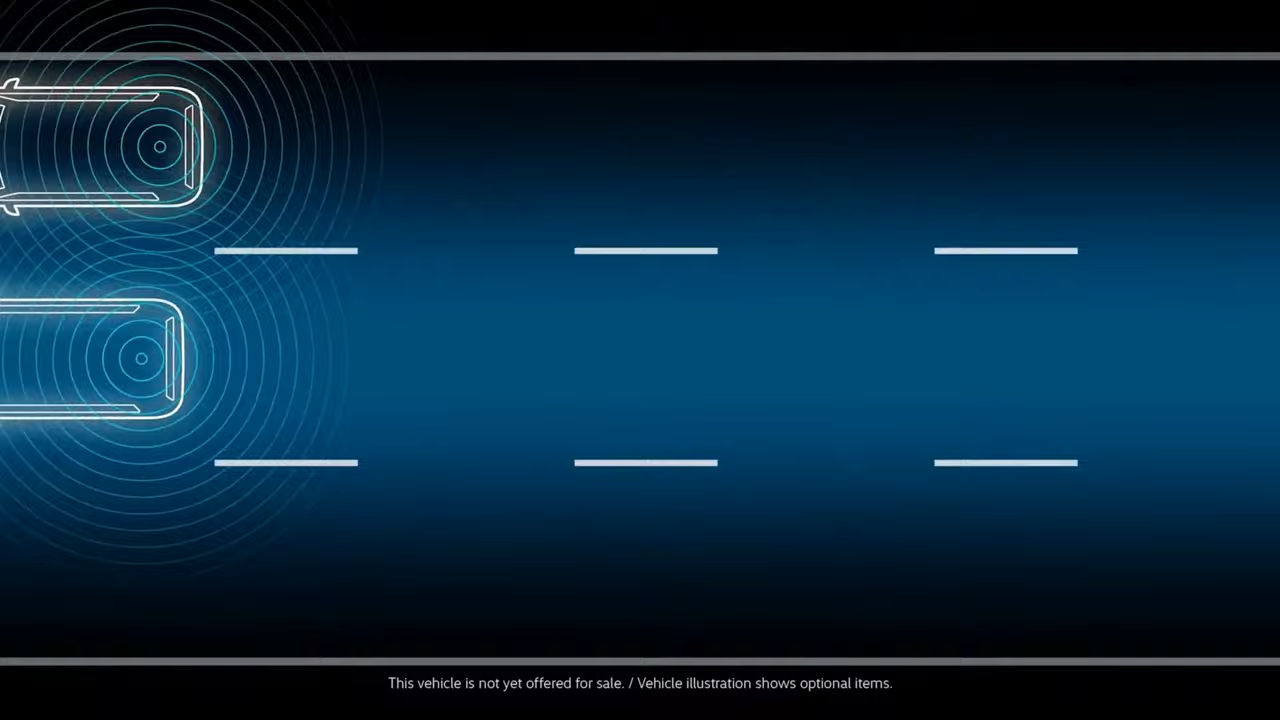 This vehicle is not yet offered for sale. / Vehicle illustration shows optional items.